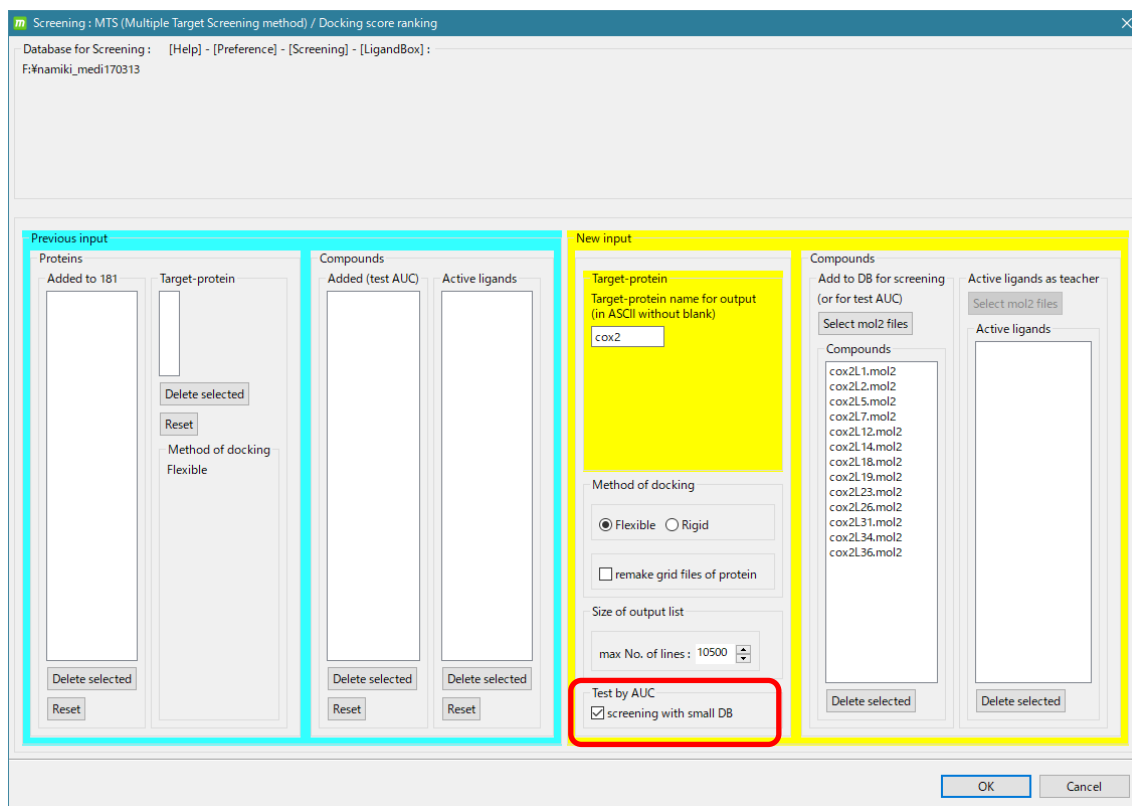 m Screening : MTS (Multiple Target Screening method) / Docking score ranking
Database for Screening : [Help] - [Preference] - [Screening] - [LigandBox] :
F:¥namiki_medi170313
Previous input
Proteins
Added to 181
Delete selected
Reset
Target-protein
Delete selected
Reset
Method of docking
Flexible
Compounds
Added (test AUC)
Delete selected
Reset
Active ligands
Delete selected
Reset
New input
Target-protein
Target-protein name for output
(in ASCII without blank)
cox2
Method of docking
Flexible Rigid
remake grid files of protein
Size of output list
max No. of lines : 10500
Test by AUC
screening with small DB
Compounds
Add to DB for screening
(or for test AUC)
Select mol2 files
Compounds
cox2L1.mol2
cox2L2.mol2
cox2L5.mol2
cox2L7.mol2
cox2L12.mol2
cox2L14.mol2
cox2L18.mol2
cox2L19.mol2
cox2L23.mol2
cox2L26.mol2
cox2L31.mol2
cox2L34.mol2
cox2L36.mol2
Delete selected
Active ligands as teacher
Select mol2 files
Active ligands
Delete selected
OK Cancel